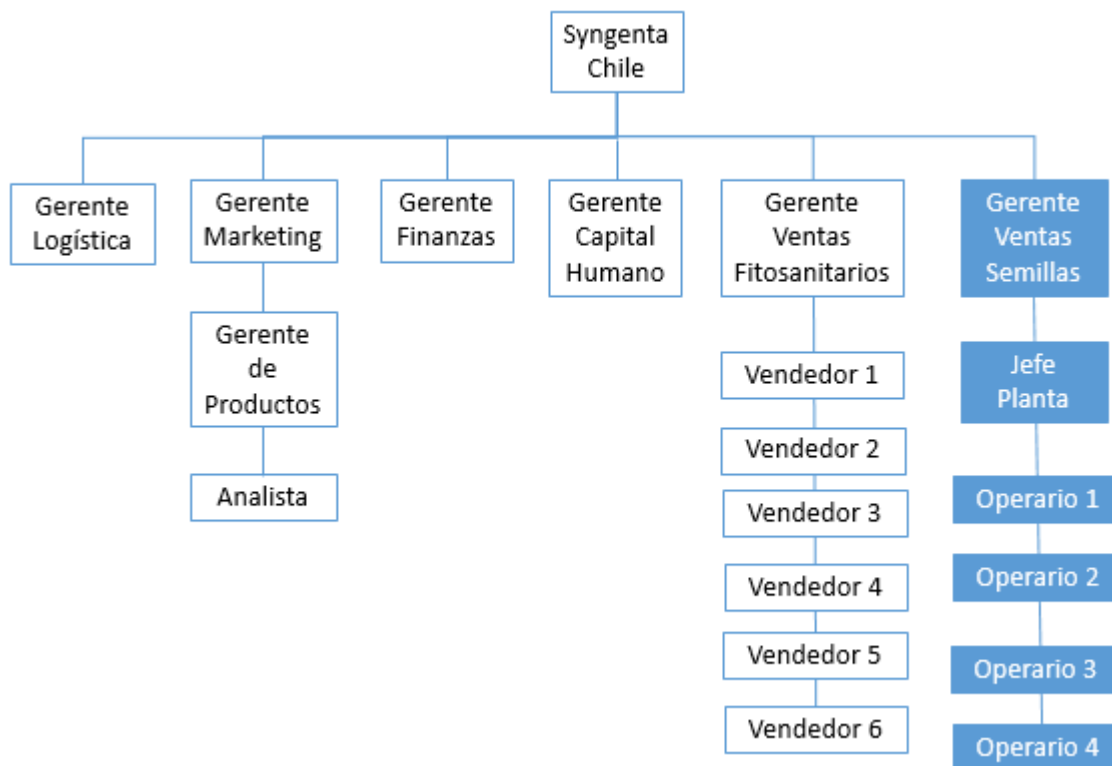 Syngenta
Chile
Gerente
Logística
Gerente
Marketing
Gerente
Finanzas
Gerente
Capital
Humano
Gerente
Ventas
Fitosanitarios
Gerente
Ventas
Semillas
Gerente
de
Productos
Analista
Vendedor 1
Vendedor 2
Vendedor 3
Vendedor 4
Vendedor 5
Vendedor 6
Jefe
Planta
Operario 1
Operario 2
Operario 3
Operario 4